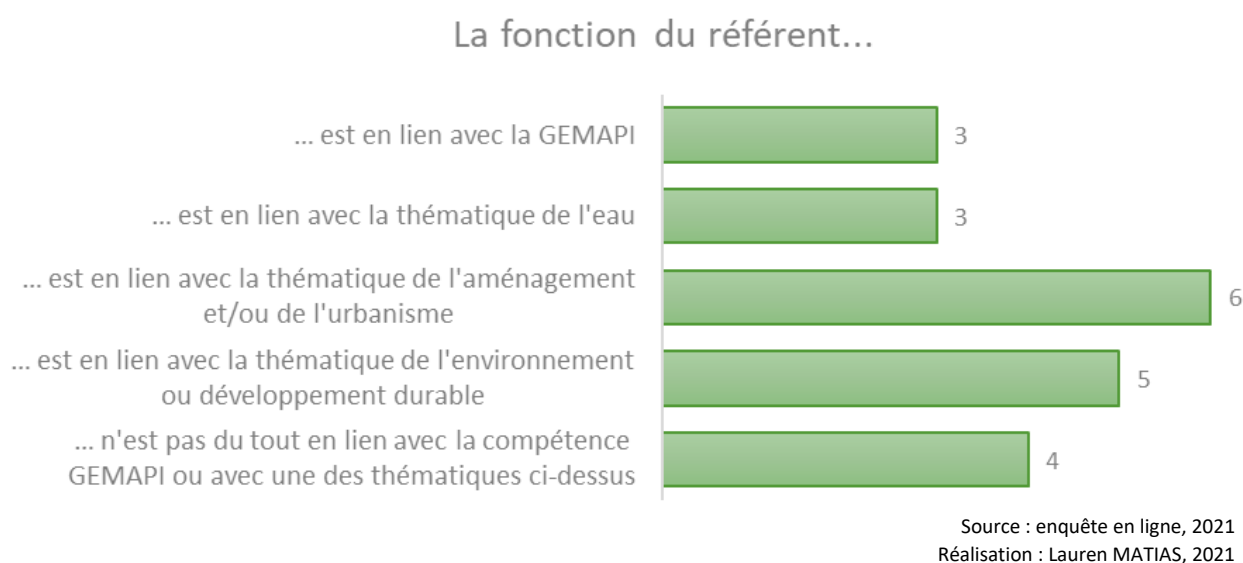 La fonction du référent...
... est en lien avec la GEMAPI
3
... est en lien avec la thématique de l'eau
3
... est en lien avec la thématique de l'aménagement
et/ou de l'urbanisme
6
... est en lien avec la thématique de l'environnement
ou développement durable
5
... n'est pas du tout en lien avec la compétence
GEMAPI ou avec une des thématiques ci-dessus
4
Source : enquête en ligne, 2021
Réalisation : Lauren MATIAS, 2021